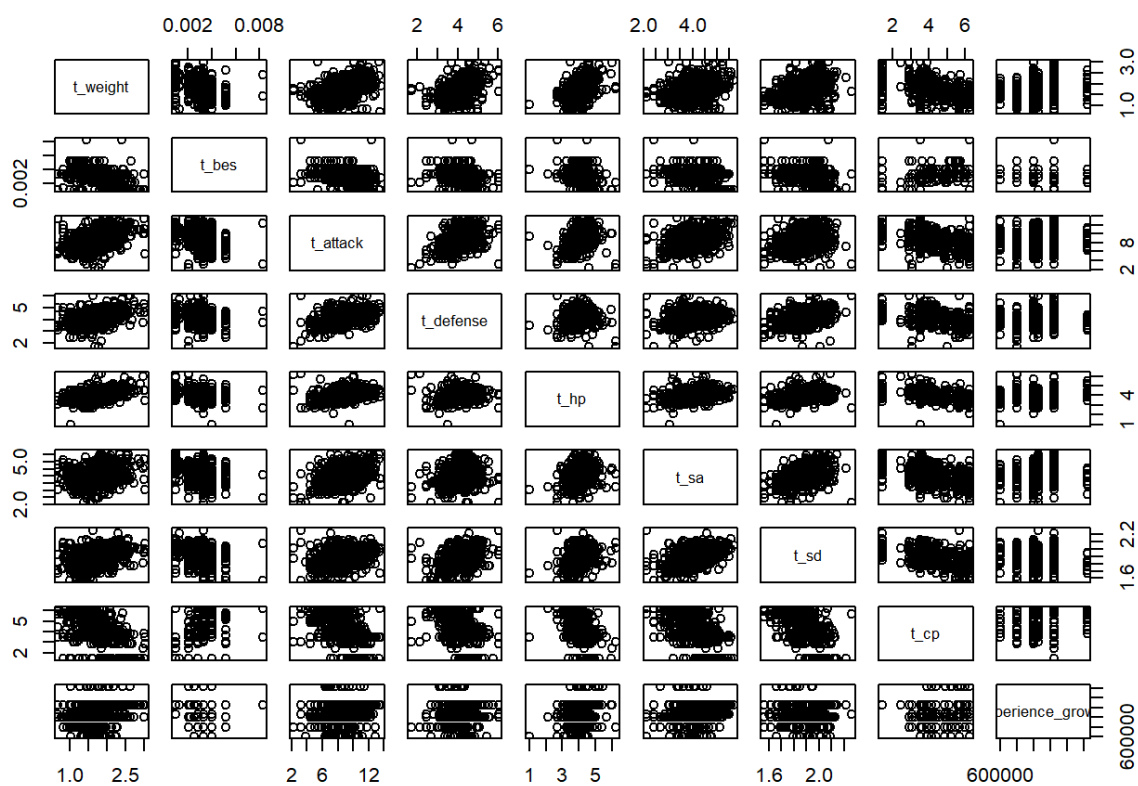 0.002 0.008 2 4 6 2.0 4.0 2 4 6
t_weight 1.0 3.0
0.002 t_bes
t_attack 2 8
2 5 t_defense
t_hp 1 4
2.0 5.0 t_sa
t_sd 1.6 2.2
2 5 t_cp
perience_grow 600000
1.0 2.5 2 6 12 1 3 5 1.6 2.0 600000